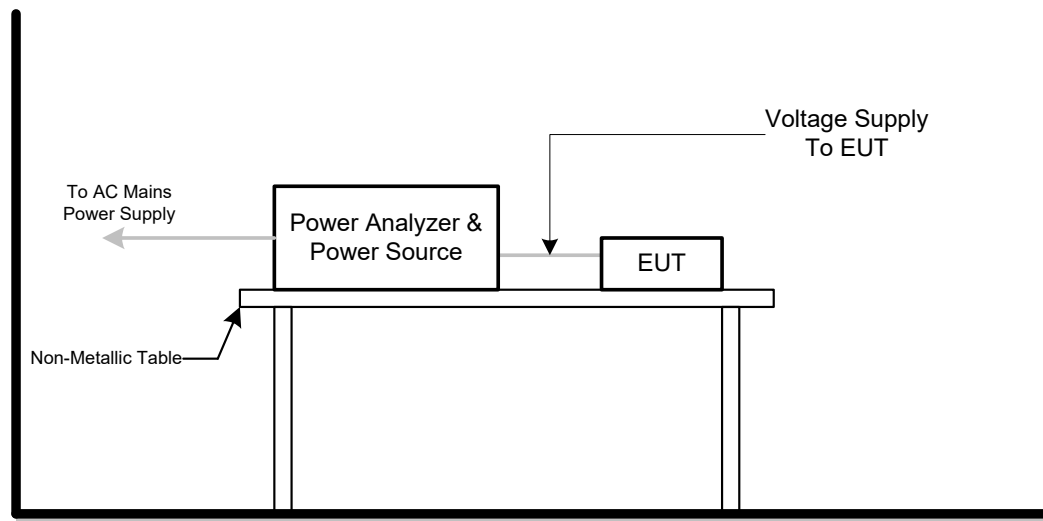 Voltage Supply
To EUT
To AC Mains
Power Supply
Power Analyzer &
Power Source
EUT
Non-Metallic Table